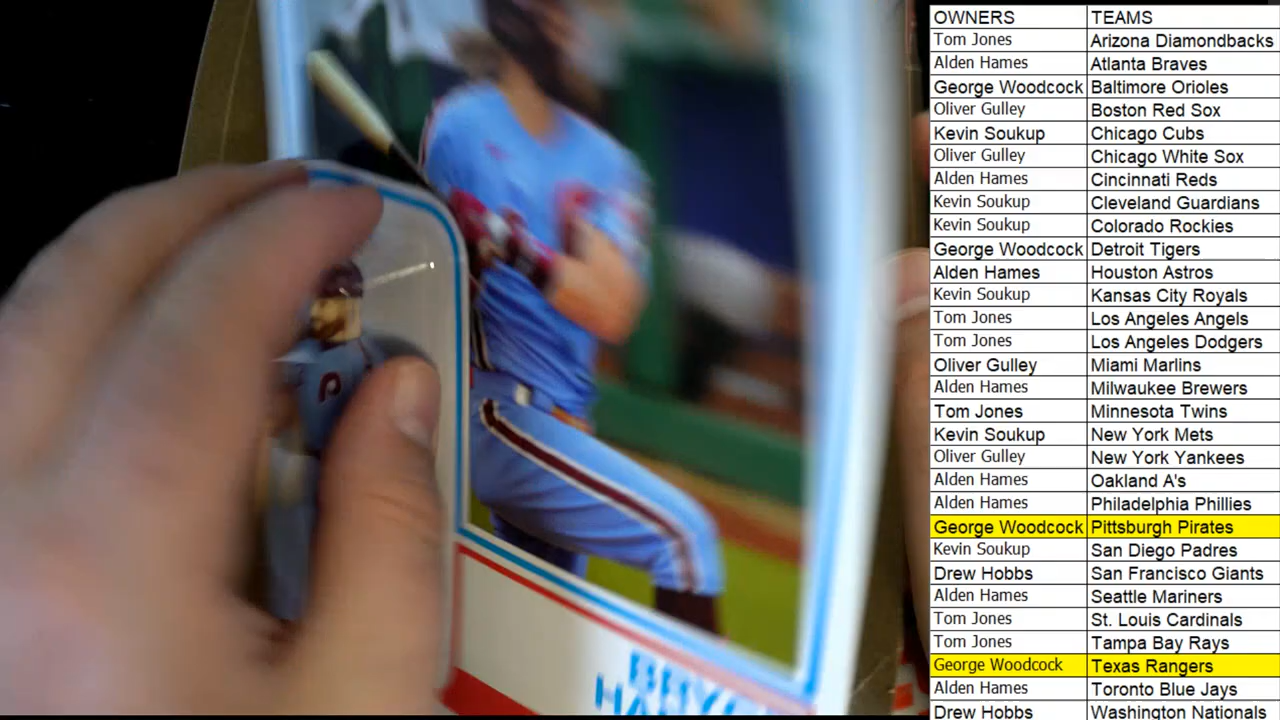 OWNERS TEAMS
Tom Jones Arizona Diamondbacks
Alden Hames Atlanta Braves
George Woodcock Baltimore Orioles
Oliver Gulley Boston Red Sox
Kevin Soukup Chicago Cubs
Oliver Gulley Chicago White Sox
Alden Hames Cincinnati Reds
Kevin Soukup Cleveland Guardians
Kevin Soukup Colorado Rockies
George Woodcock Detroit Tigers
Alden Hames Houston Astros
Kevin Soukup Kansas City Royals
Tom Jones Los Angeles Angels
Tom Jones Los Angeles Dodgers
Oliver Gulley Miami Marlins
Alden Hames Milwaukee Brewers
Tom Jones Minnesota Twins
Kevin Soukup New York Mets
Oliver Gulley New York Yankees
Alden Hames Oakland A's
Alden Hames Philadelphia Phillies
George Woodcock Pittsburgh Pirates
Kevin Soukup San Diego Padres
Drew Hobbs San Francisco Giants
Alden Hames Seattle Mariners
Tom Jones St. Louis Cardinals
Tom Jones Tampa Bay Rays
George Woodcock Texas Rangers
Alden Hames Toronto Blue Jays
Drew Hobbs Washington Nationals
P